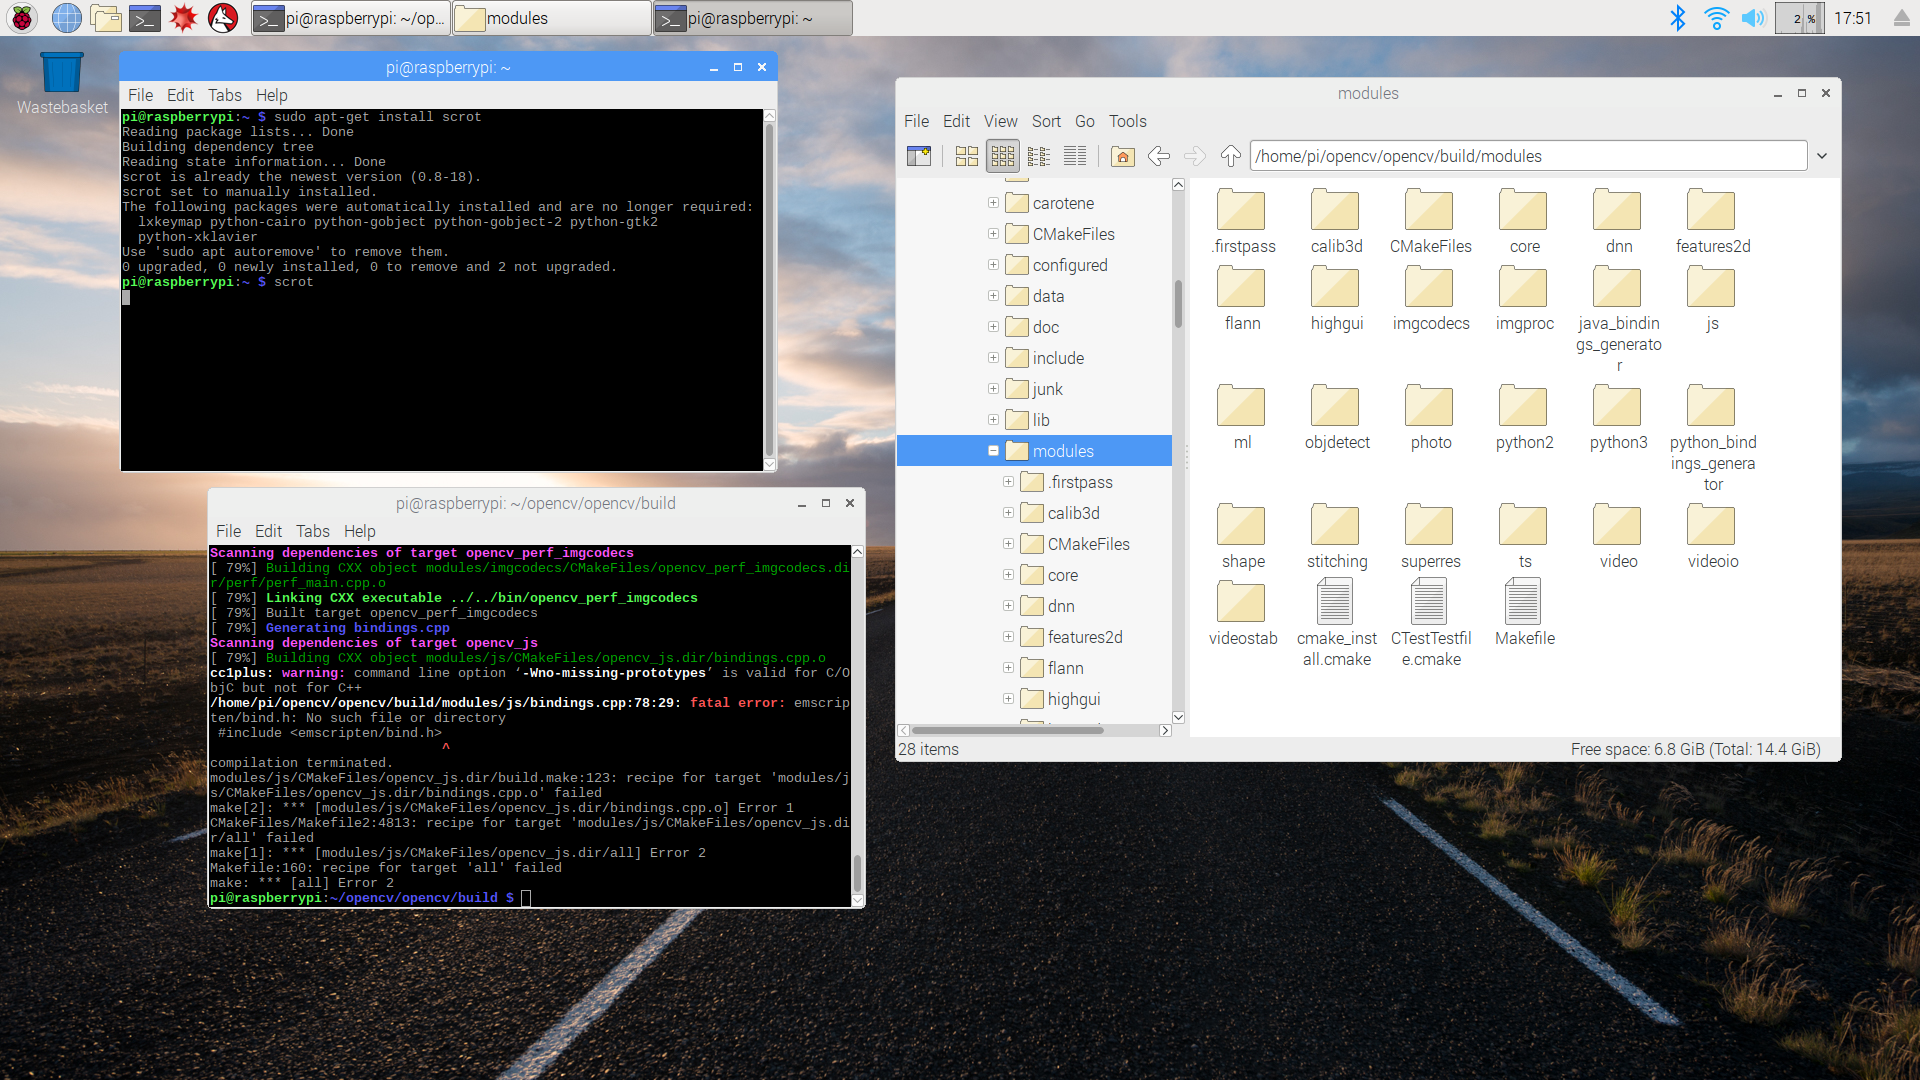 pi@raspberrypi: ~/op...
modules
pi@raspberrypi: ~
2 %
17:51
Wastebasket
pi@raspberrypi: ~
File Edit Tabs Help
pi@raspberrypi:~ $ sudo apt-get install scrot
Reading package lists... Done
Building dependency tree
Reading state information... Done
scrot is already the newest version (0.8-18).
scrot set to manually installed.
The following packages were automatically installed and are no longer required:
  lxkeymap python-cairo python-gobject python-gobject-2 python-gtk2
  python-xklavier
Use 'sudo apt autoremove' to remove them.
0 upgraded, 0 newly installed, 0 to remove and 2 not upgraded.
pi@raspberrypi:~ $ scrot
pi@raspberrypi: ~/opencv/opencv/build
File Edit Tabs Help
Scanning dependencies of target opencv_perf_imgcodecs
[ 79%] Building CXX object modules/imgcodecs/CMakeFiles/opencv_perf_imgcodecs.di
r/perf/perf_main.cpp.o
[ 79%] Linking CXX executable ../../bin/opencv_perf_imgcodecs
[ 79%] Built target opencv_perf_imgcodecs
[ 79%] Generating bindings.cpp
Scanning dependencies of target opencv_js
[ 79%] Building CXX object modules/js/CMakeFiles/opencv_js.dir/bindings.cpp.o
cc1plus: warning: command line option ‘-Wno-missing-prototypes’ is valid for C/O
bjC but not for C++
/home/pi/opencv/opencv/build/modules/js/bindings.cpp:78:29: fatal error: emscrip
ten/bind.h: No such file or directory
 #include <emscripten/bind.h>
                             ^
compilation terminated.
modules/js/CMakeFiles/opencv_js.dir/build.make:123: recipe for target 'modules/j
s/CMakeFiles/opencv_js.dir/bindings.cpp.o' failed
make[2]: *** [modules/js/CMakeFiles/opencv_js.dir/bindings.cpp.o] Error 1
CMakeFiles/Makefile2:4813: recipe for target 'modules/js/CMakeFiles/opencv_js.di
r/all' failed
make[1]: *** [modules/js/CMakeFiles/opencv_js.dir/all] Error 2
Makefile:160: recipe for target 'all' failed
make: *** [all] Error 2
pi@raspberrypi:~/opencv/opencv/build $
modules
File Edit View Sort Go Tools
/home/pi/opencv/opencv/build/modules
carotene
CMakeFiles
configured
data
doc
include
junk
lib
modules
.firstpass
calib3d
CMakeFiles
core
dnn
features2d
flann
highgui
.firstpass calib3d CMakeFiles core dnn features2d
flann highgui imgcodecs imgproc java_bindin js
gs_generato
r
ml objdetect photo python2 python3 python_bind
ings_genera
tor
shape stitching superres ts video videoio
videostab cmake_inst CTestTestfil Makefile
all.cmake e.cmake
28 items
Free space: 6.8 GiB (Total: 14.4 GiB)